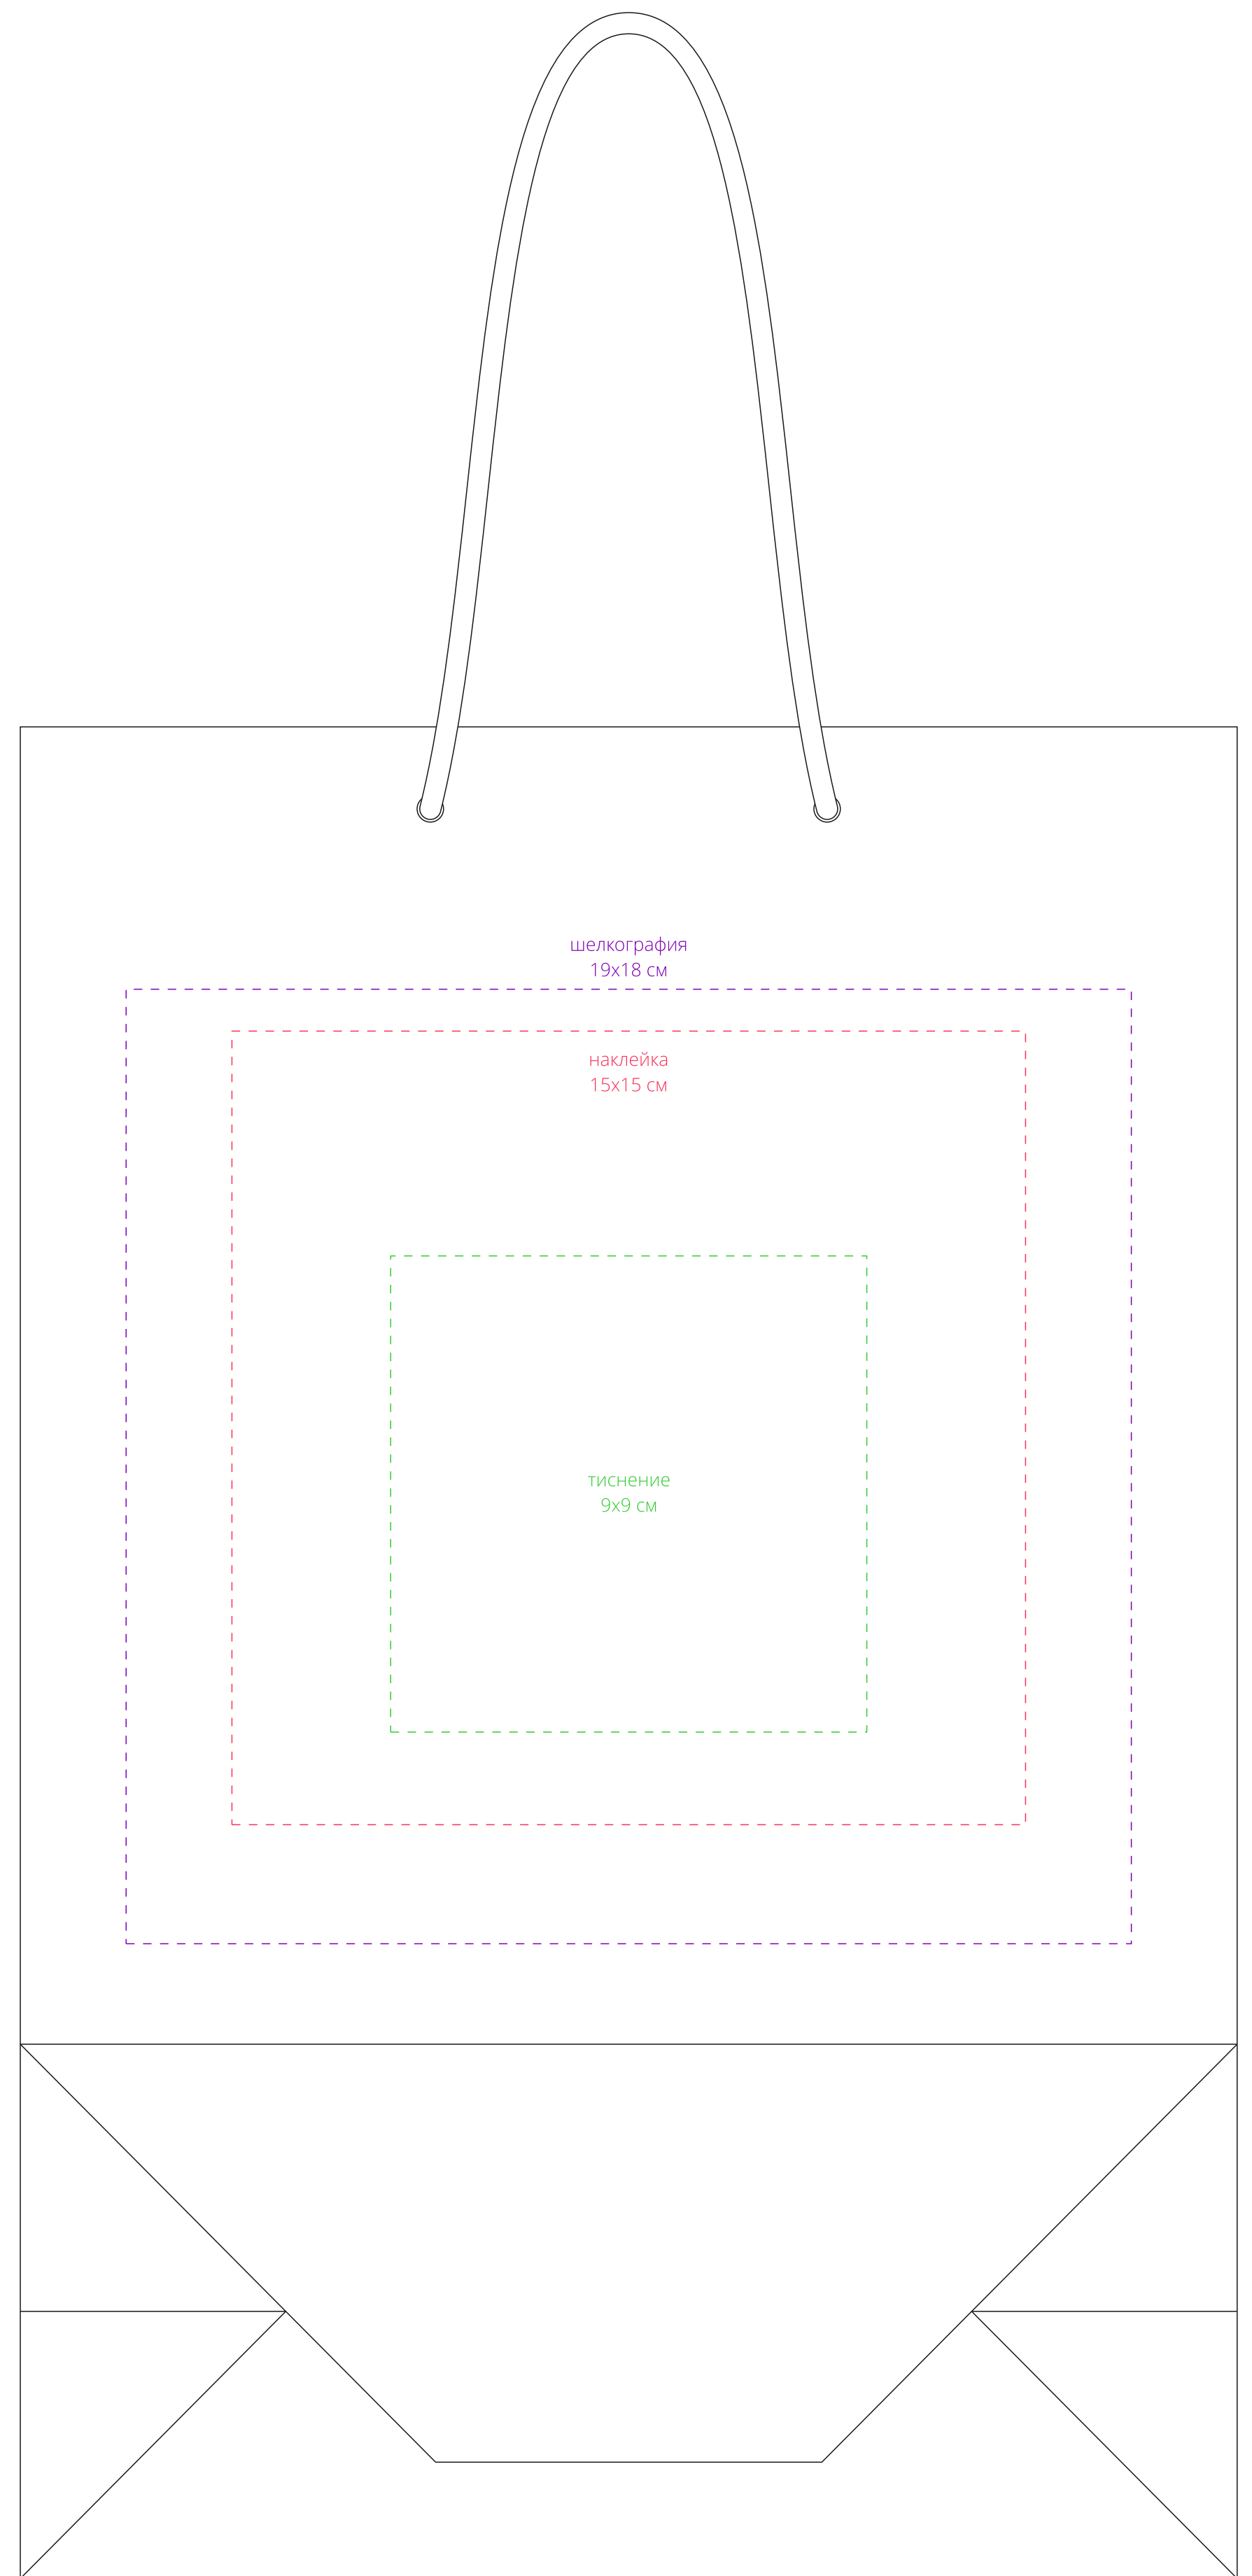 шелкография
19х18 см
наклейка
15х15 см
тиснение
9х9 см